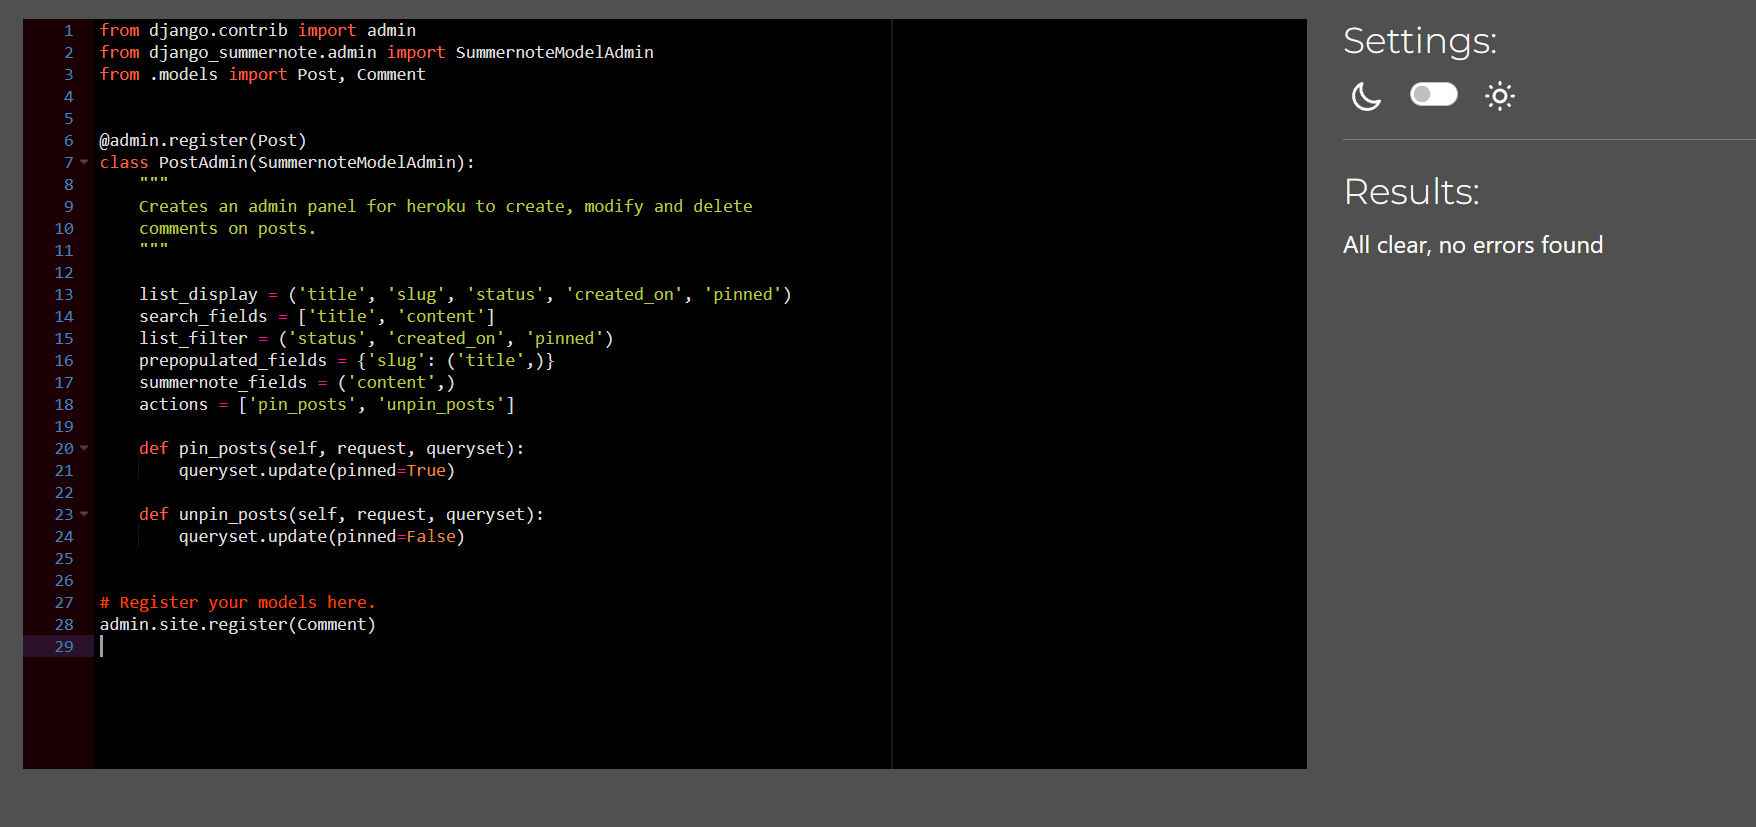 1 from django.contrib import admin
2 from django_summernote.admin import SummernoteModelAdmin
3 from .models import Post, Comment
4
5
6 @admin.register(Post)
7 class PostAdmin(SummernoteModelAdmin):
8     """
9     Creates an admin panel for heroku to create, modify and delete
10     comments on posts.
11     """
12
13     list_display = ('title', 'slug', 'status', 'created_on', 'pinned')
14     search_fields = ['title', 'content']
15     list_filter = ('status', 'created_on', 'pinned')
16     prepopulated_fields = {'slug': ('title',)}
17     summernote_fields = ('content',)
18     actions = ['pin_posts', 'unpin_posts']
19
20     def pin_posts(self, request, queryset):
21         queryset.update(pinned=True)
22
23     def unpin_posts(self, request, queryset):
24         queryset.update(pinned=False)
25
26
27 # Register your models here.
28 admin.site.register(Comment)
29
Settings:
Results:
All clear, no errors found